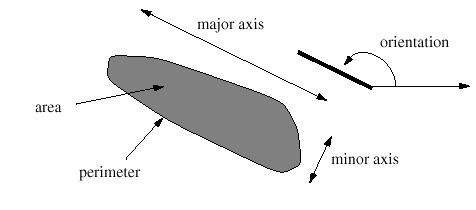 major axis
orientation
area
minor axis
perimeter